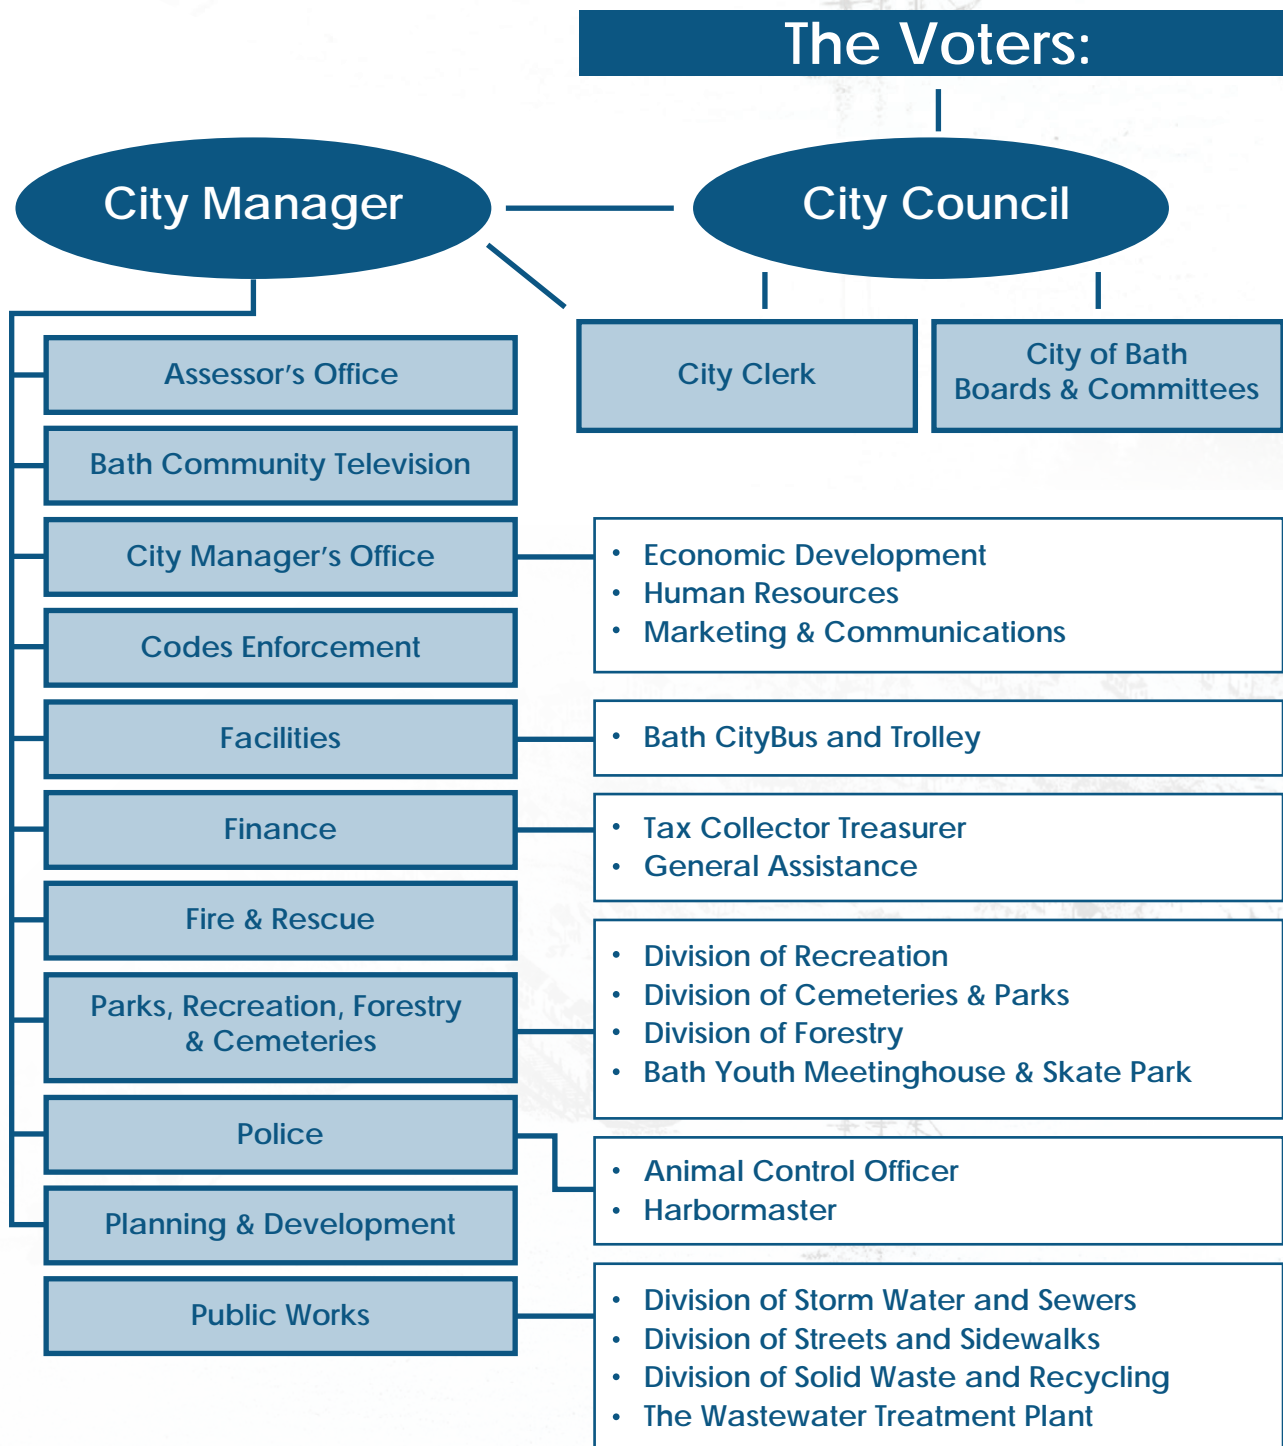 The Voters:
City Manager
City Council
City Clerk
City of Bath
Boards & Committees
Assessor's Office
Bath Community Television
City Manager's Office
• Economic Development
• Human Resources
• Marketing & Communications
Codes Enforcement
Facilities
• Bath CityBus and Trolley
Finance
• Tax Collector Treasurer
• General Assistance
Fire & Rescue
Parks, Recreation, Forestry
& Cemeteries
• Division of Recreation
• Division of Cemeteries & Parks
• Division of Forestry
• Bath Youth Meetinghouse & Skate Park
Police
• Animal Control Officer
• Harbormaster
Planning & Development
Public Works
• Division of Storm Water and Sewers
• Division of Streets and Sidewalks
• Division of Solid Waste and Recycling
• The Wastewater Treatment Plant